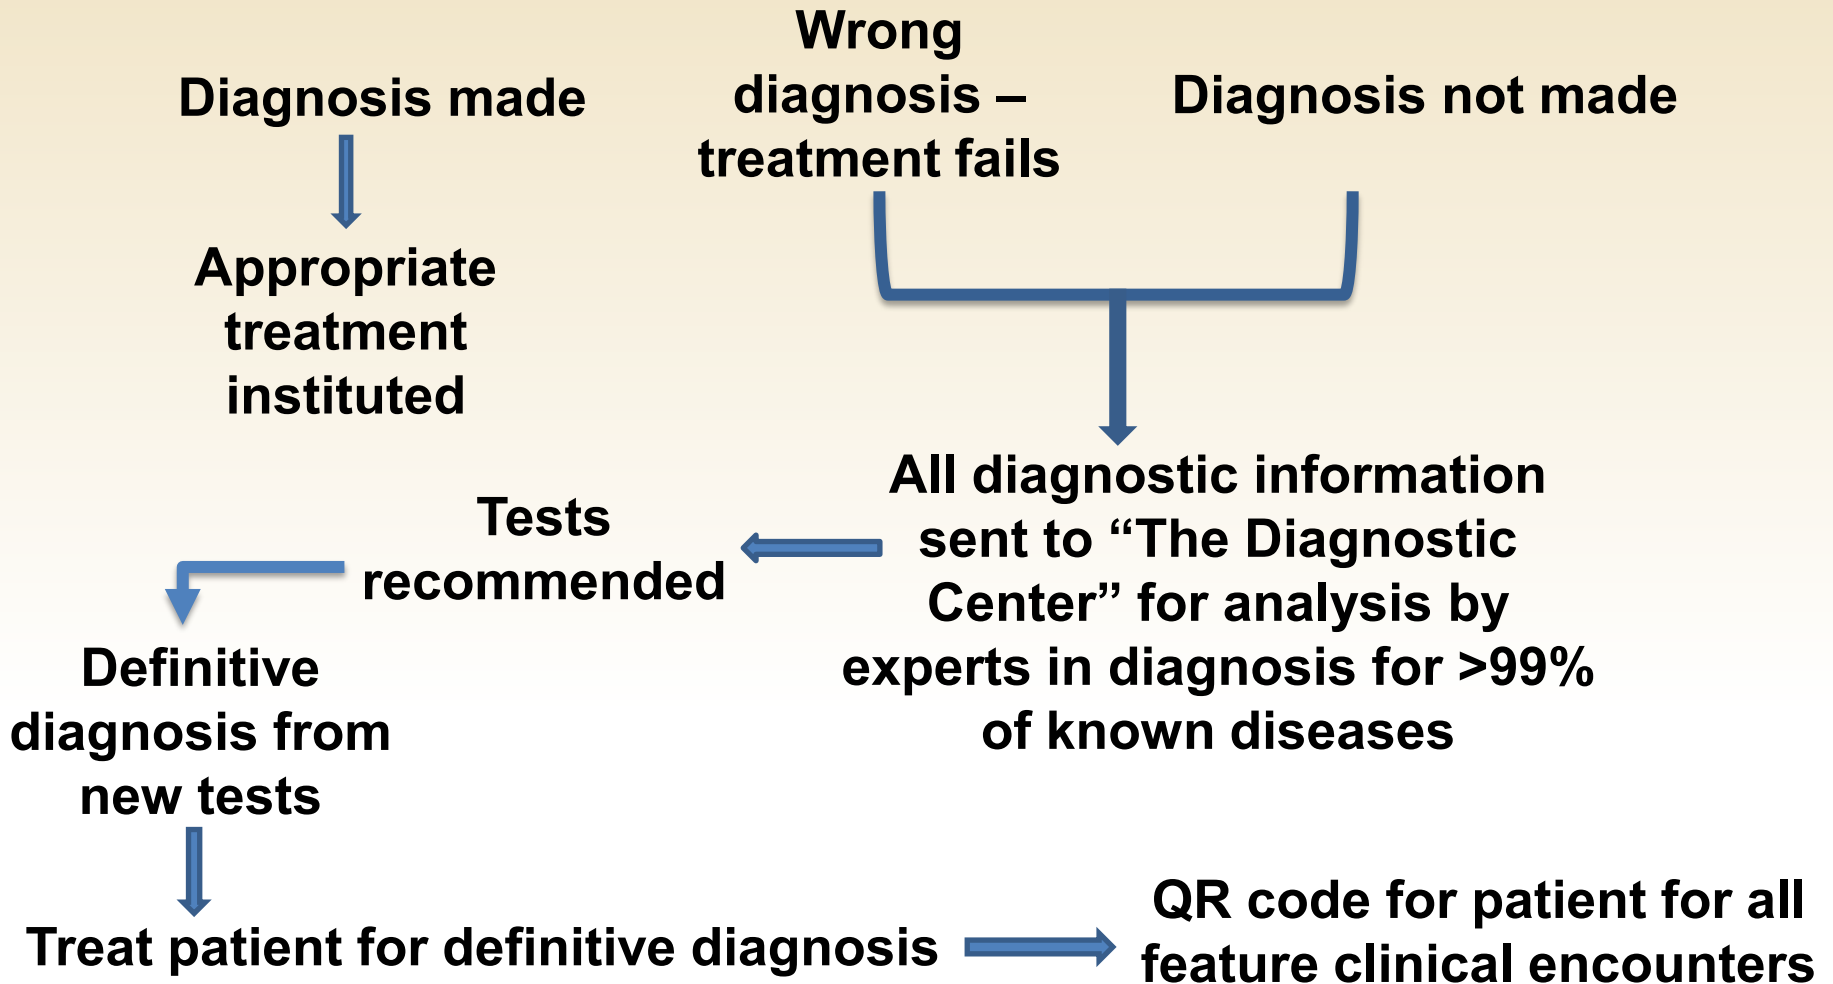 Diagnosis made
Appropriate
treatment
instituted
Wrong
diagnosis –
treatment fails
Diagnosis not made
All diagnostic information
sent to “The Diagnostic
Center” for analysis by
experts in diagnosis for >99%
of known diseases
Tests
recommended
Definitive
diagnosis from
new tests
Treat patient for definitive diagnosis
QR code for patient for all
feature clinical encounters